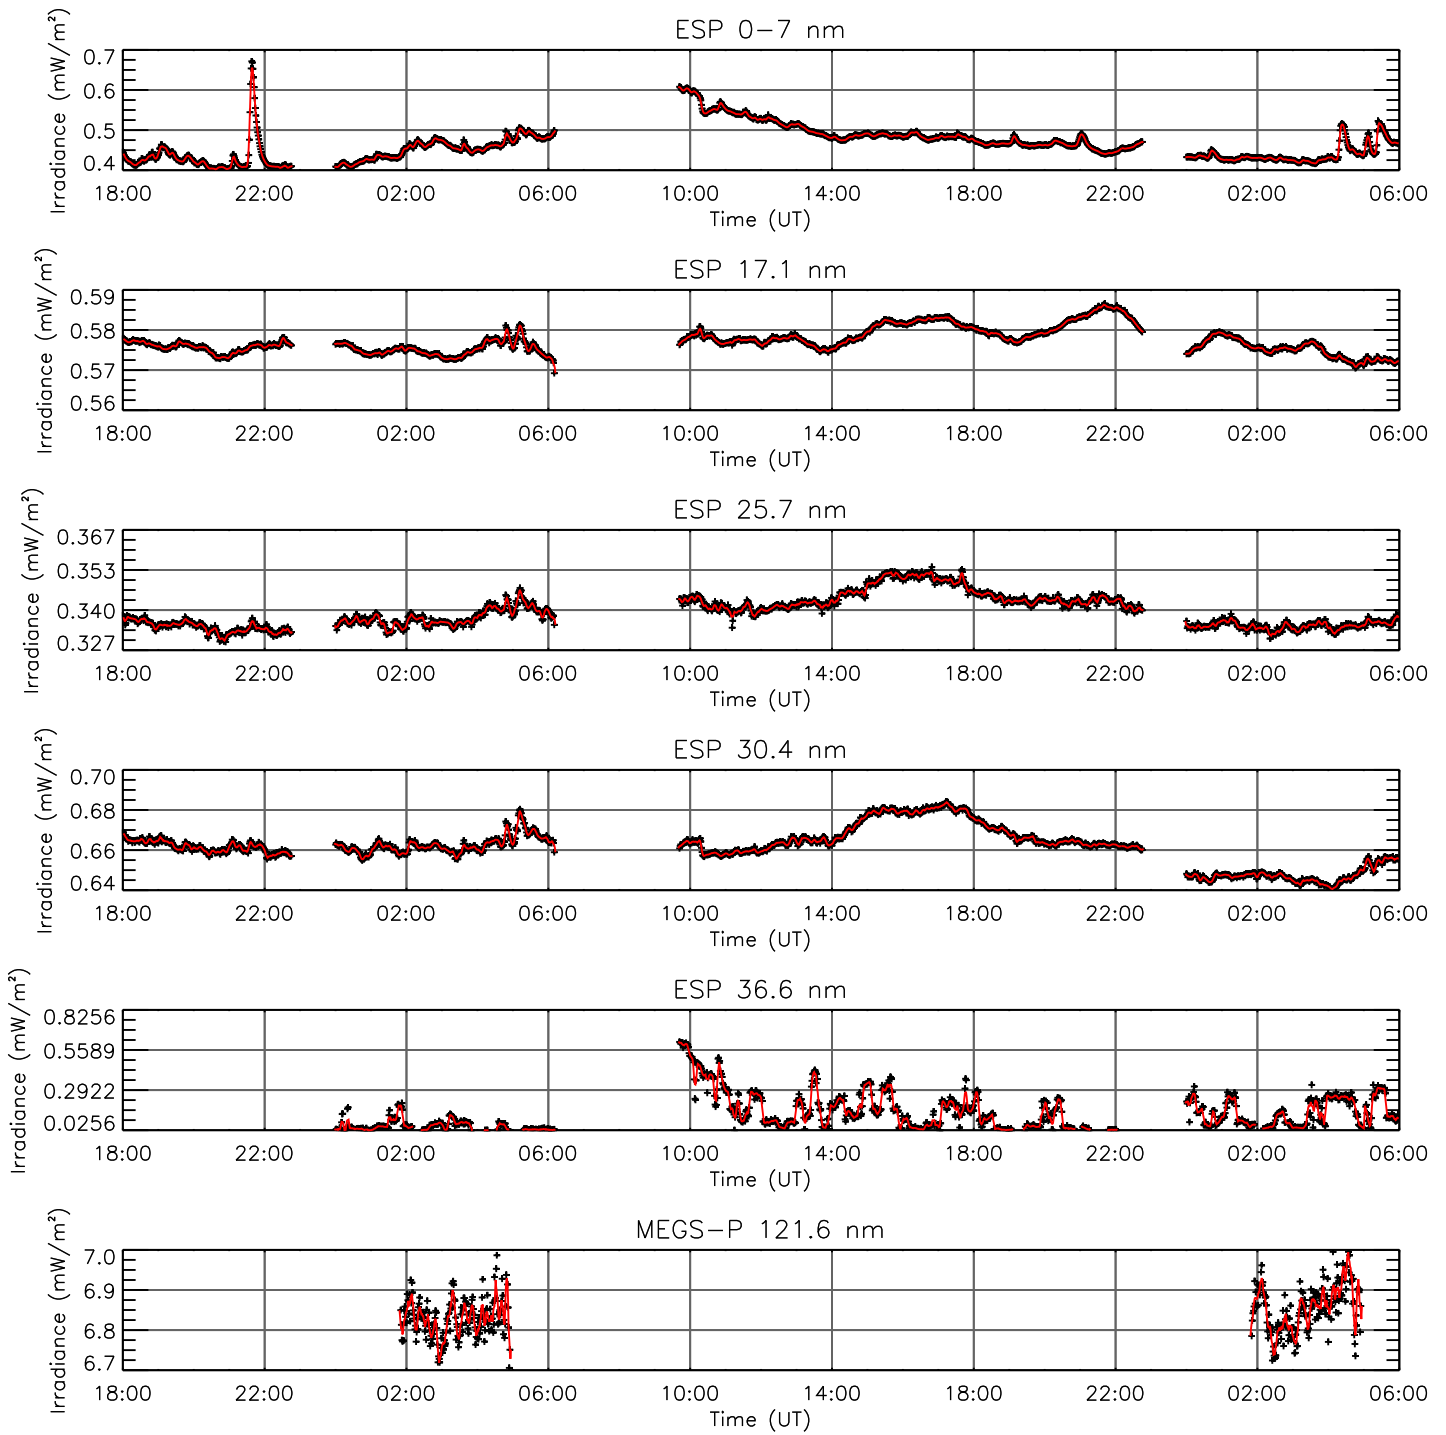 ESP 0-7 nm
Irradiance (mW/m²)
0.7
0.6
0.5
0.4
18:00 22:00 02:00 06:00 10:00 14:00 18:00 22:00 02:00 06:00
Time (UT)
ESP 17.1 nm
Irradiance (mW/m²)
0.59
0.58
0.57
0.56
18:00 22:00 02:00 06:00 10:00 14:00 18:00 22:00 02:00 06:00
Time (UT)
ESP 25.7 nm
Irradiance (mW/m²)
0.367
0.353
0.340
0.327
18:00 22:00 02:00 06:00 10:00 14:00 18:00 22:00 02:00 06:00
Time (UT)
ESP 30.4 nm
Irradiance (mW/m²)
0.70
0.68
0.66
0.64
18:00 22:00 02:00 06:00 10:00 14:00 18:00 22:00 02:00 06:00
Time (UT)
ESP 36.6 nm
Irradiance (mW/m²)
0.8256
0.5589
0.2922
0.0256
18:00 22:00 02:00 06:00 10:00 14:00 18:00 22:00 02:00 06:00
Time (UT)
MEGS-P 121.6 nm
Irradiance (mW/m²)
7.0
6.9
6.8
6.7
18:00 22:00 02:00 06:00 10:00 14:00 18:00 22:00 02:00 06:00
Time (UT)